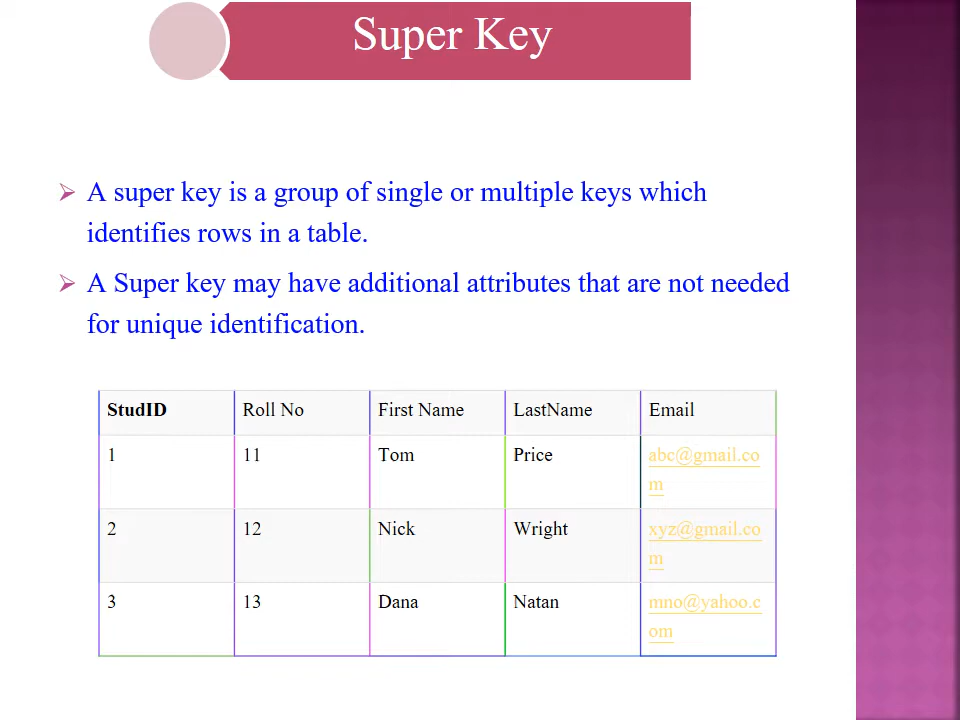 Super Key
A super key is a group of single or multiple keys which
identifies rows in a table.
A Super key may have additional attributes that are not needed
for unique identification.
StudID Roll No First Name LastName Email
1 11 Tom Price abc@gmail.co
m
2 12 Nick Wright xyz@gmail.co
m
3 13 Dana Natan mno@yahoo.c
om